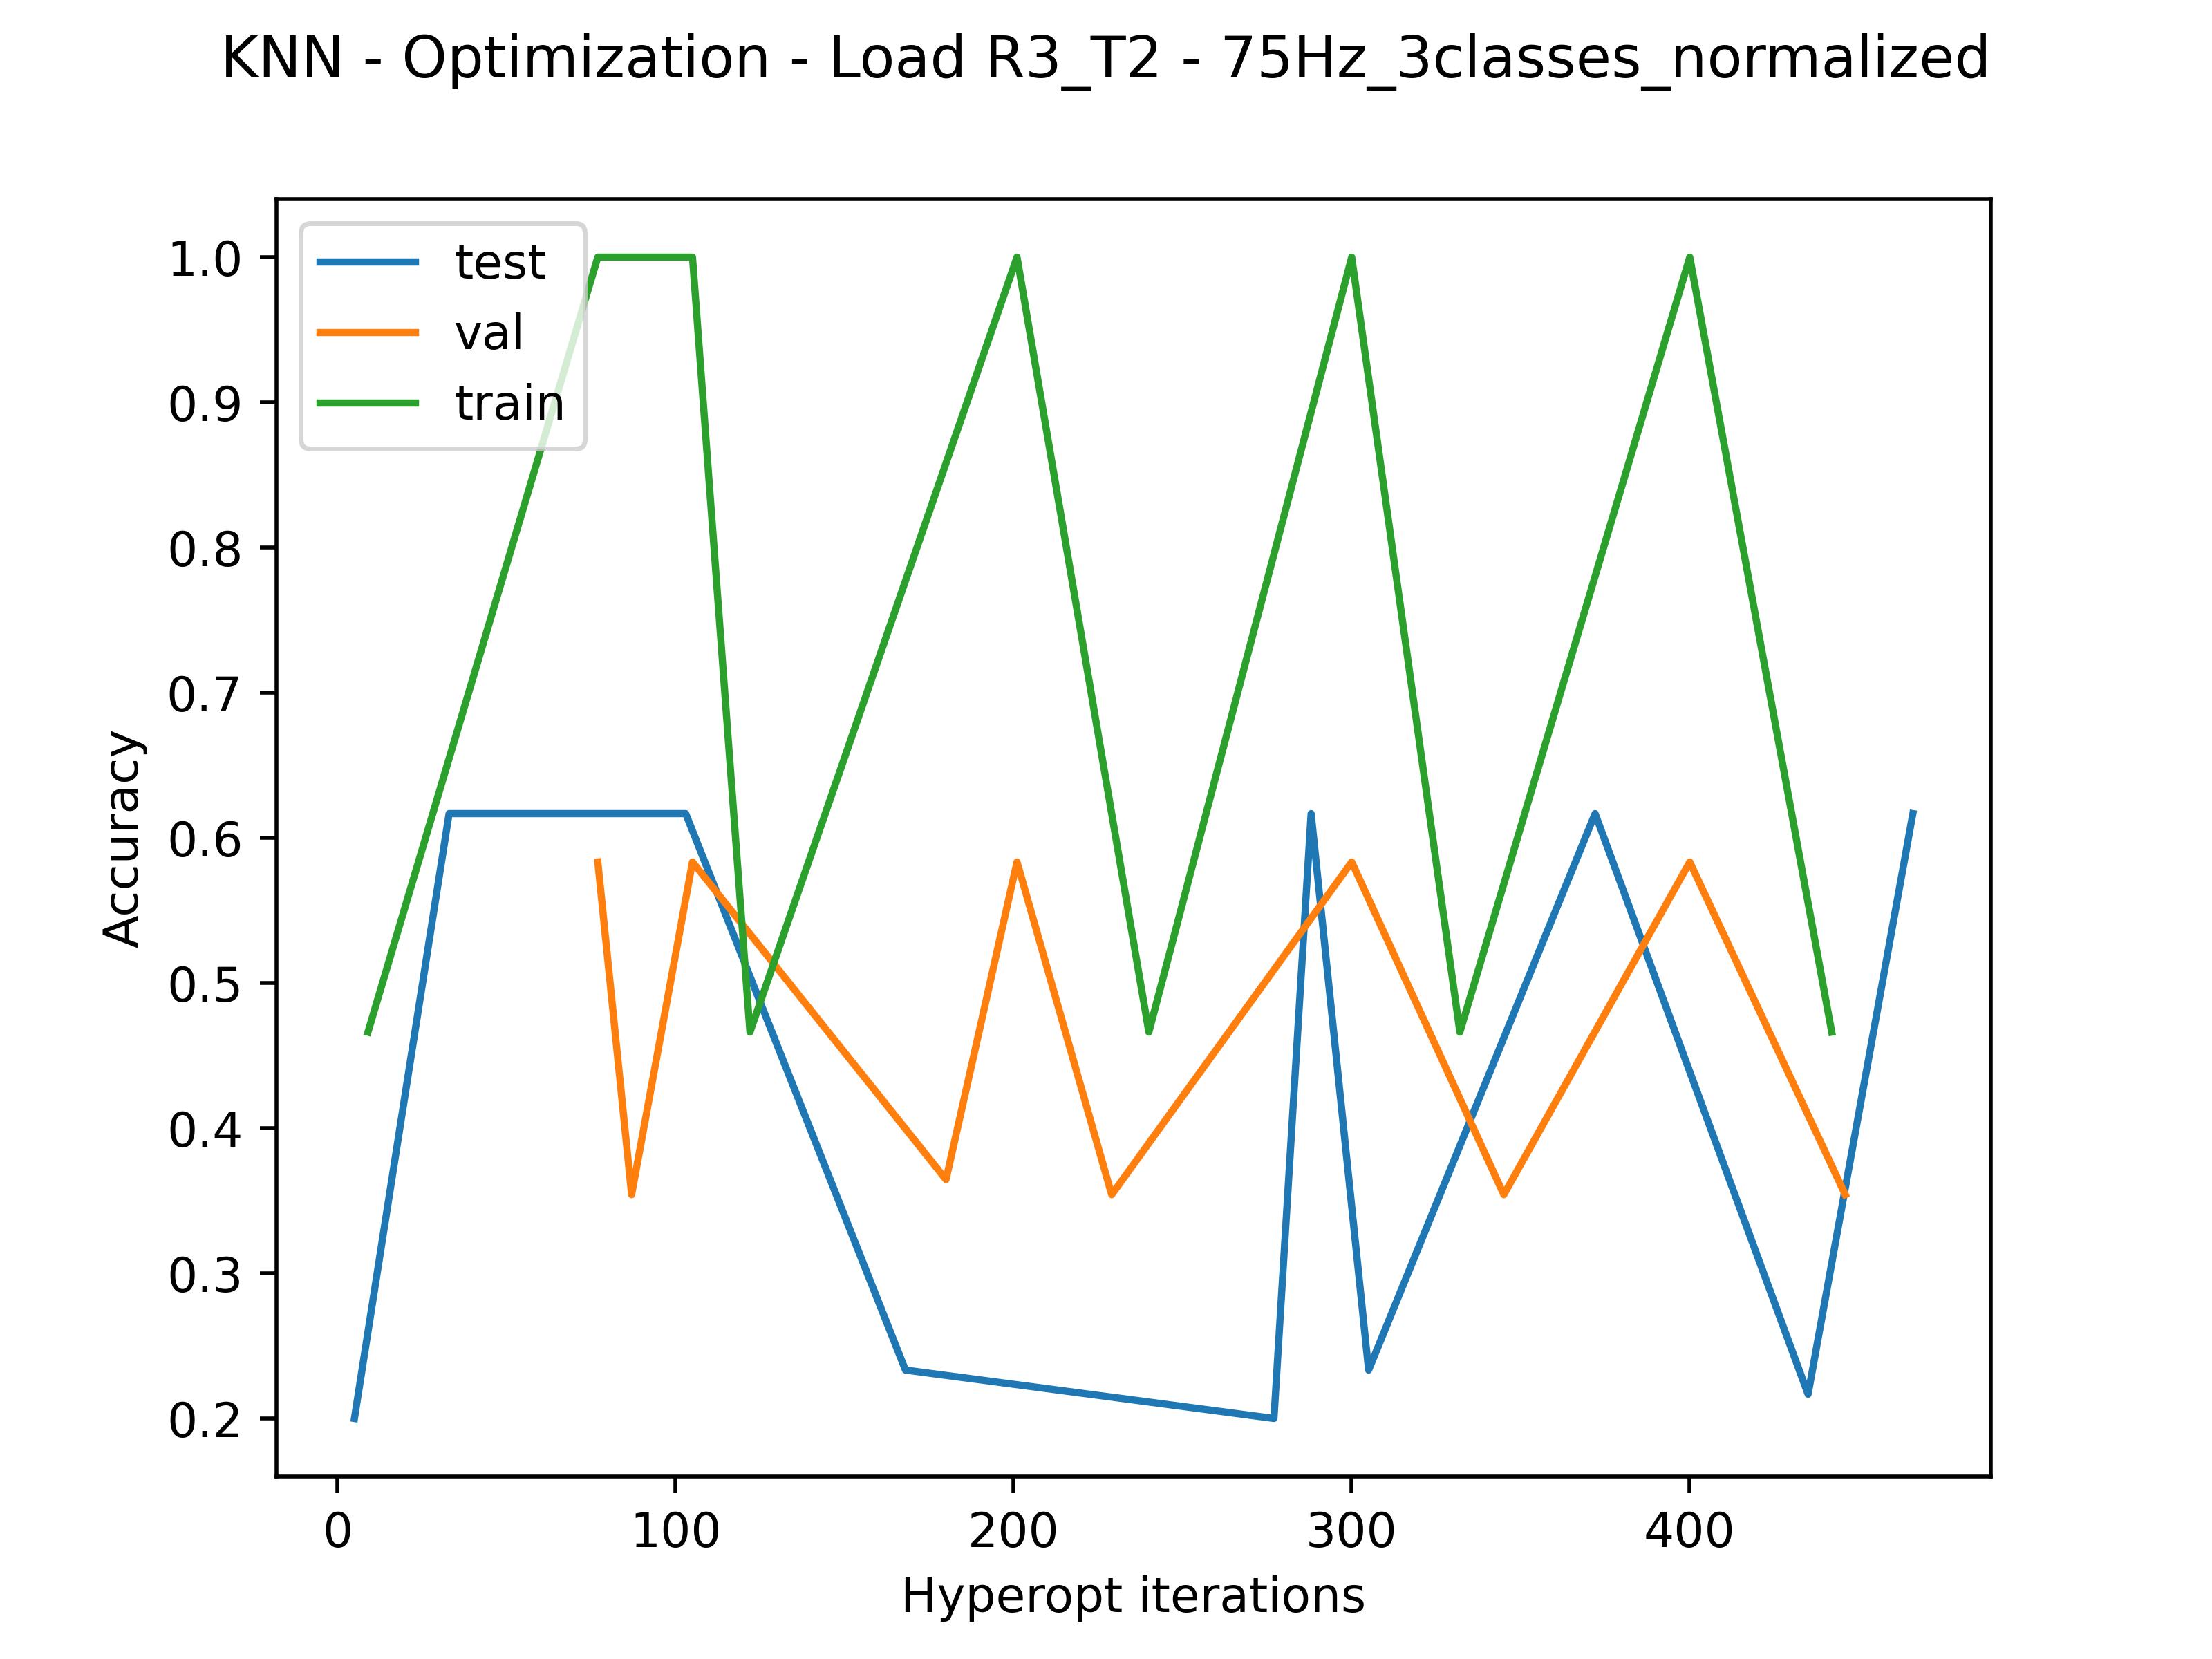 KNN - Optimization - Load R3_T2 - 75Hz_3classes_normalized
test
val
train
1.0
0.9
0.8
0.7
0.6
0.5
0.4
0.3
0.2
Accuracy
0 100 200 300 400
Hyperopt iterations